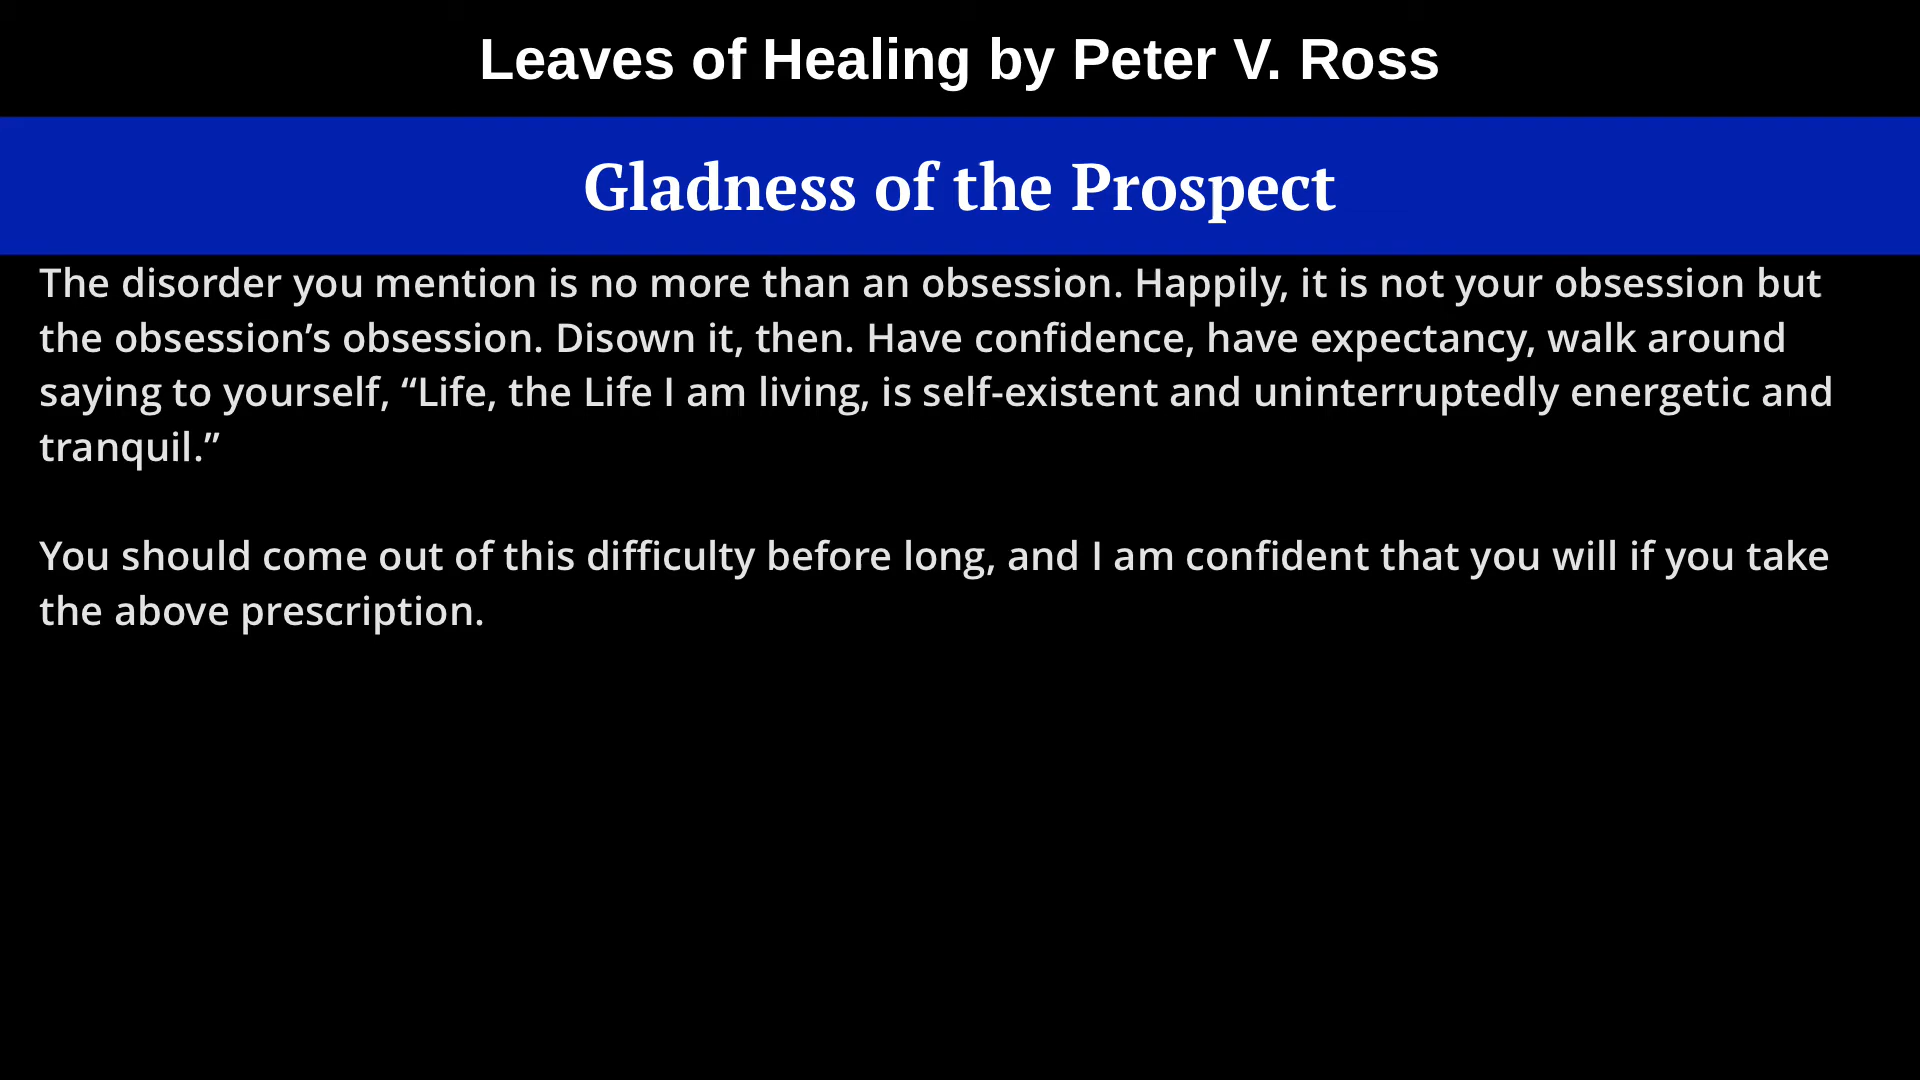 Leaves of Healing by Peter V. Ross
Gladness of the Prospect
The disorder you mention is no more than an obsession. Happily, it is not your obsession but
the obsession’s obsession. Disown it, then. Have confidence, have expectancy, walk around
saying to yourself, “Life, the Life I am living, is self-existent and uninterruptedly energetic and
tranquil.”
You should come out of this difficulty before long, and I am confident that you will if you take
the above prescription.